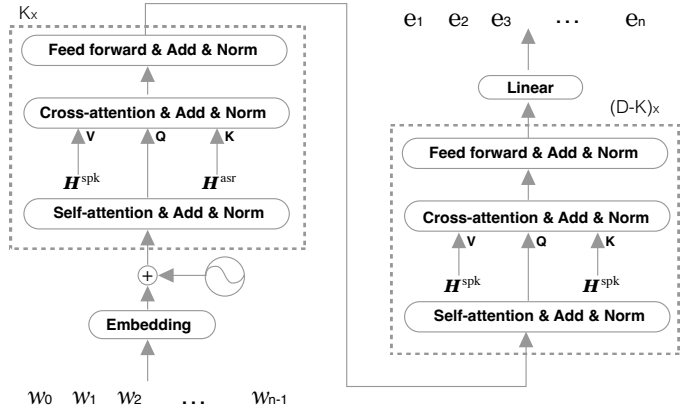 Kx
Feed forward & Add & Norm
Cross-attention & Add & Norm
V Q K
H^spk H^asr
Self-attention & Add & Norm
+
Embedding
w0 w1 w2 ... wn-1
e1 e2 e3 ... en
Linear
(D-K)x
Feed forward & Add & Norm
Cross-attention & Add & Norm
V Q K
H^spk H^spk
Self-attention & Add & Norm